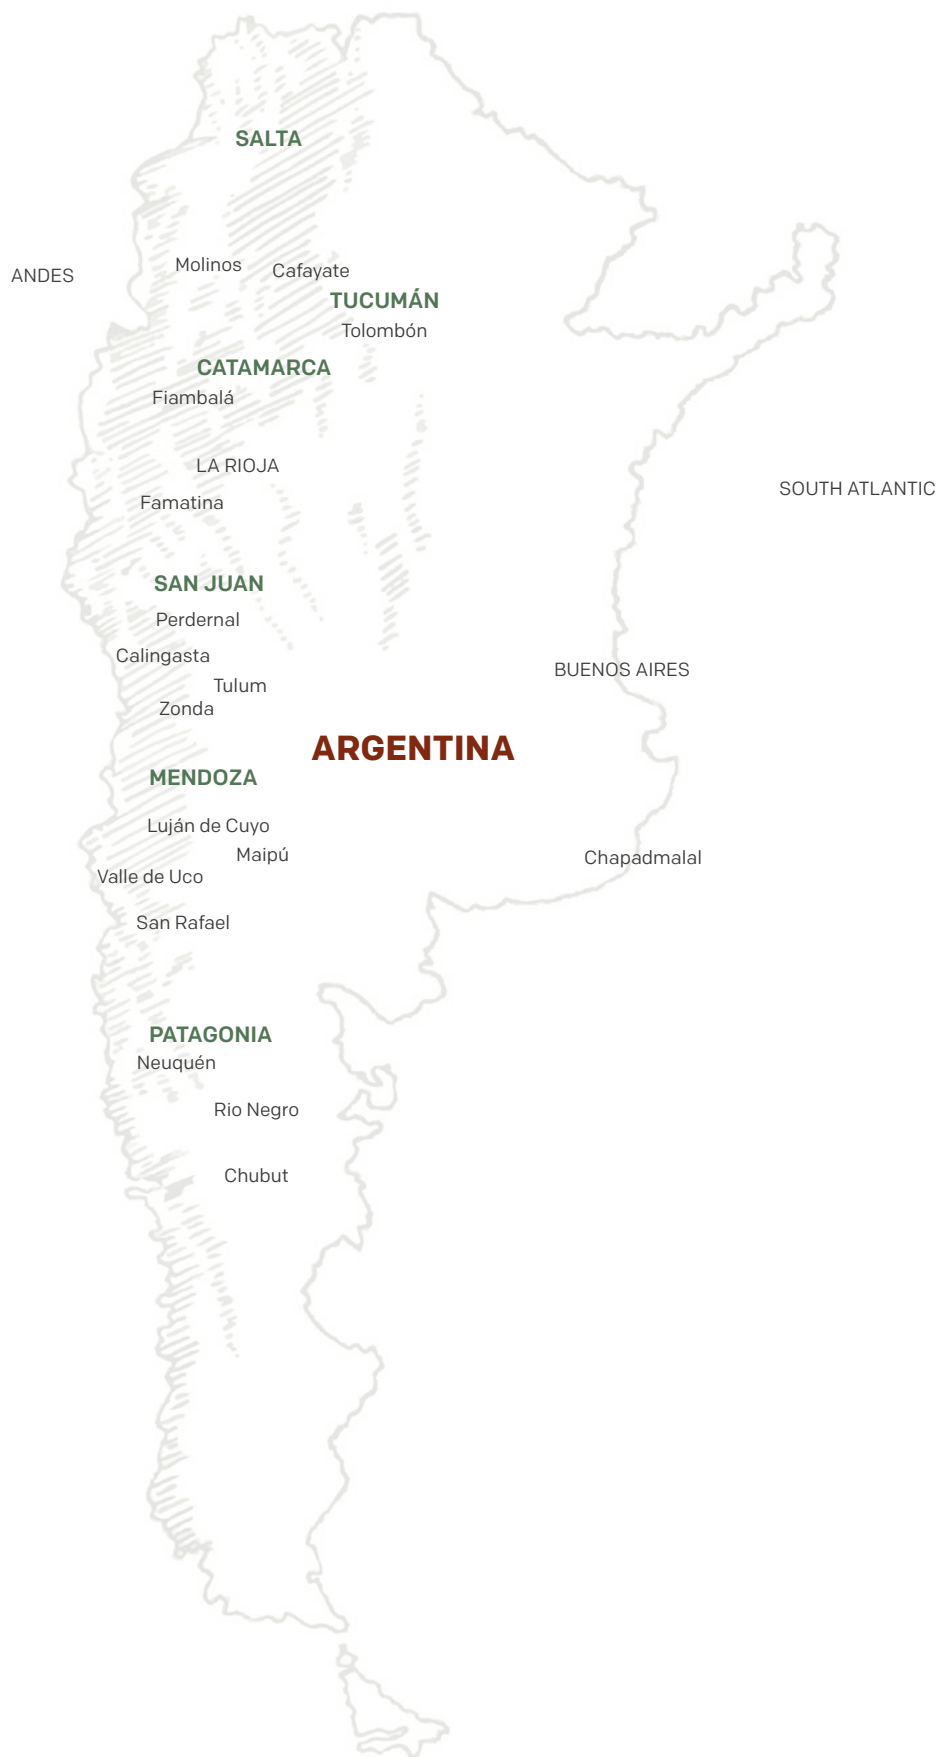 SALTA
Molinos
Cafayate
ANDES
TUCUMÁN
Tolombón
CATAMARCA
Fiambalá
LA RIOJA
SOUTH ATLANTIC
Famatina
SAN JUAN
Perdernal
Calingasta
BUENOS AIRES
Tulum
Zonda
ARGENTINA
MENDOZA
Luján de Cuyo
Maipú
Chapadmalal
Valle de Uco
San Rafael
PATAGONIA
Neuquén
Rio Negro
Chubut